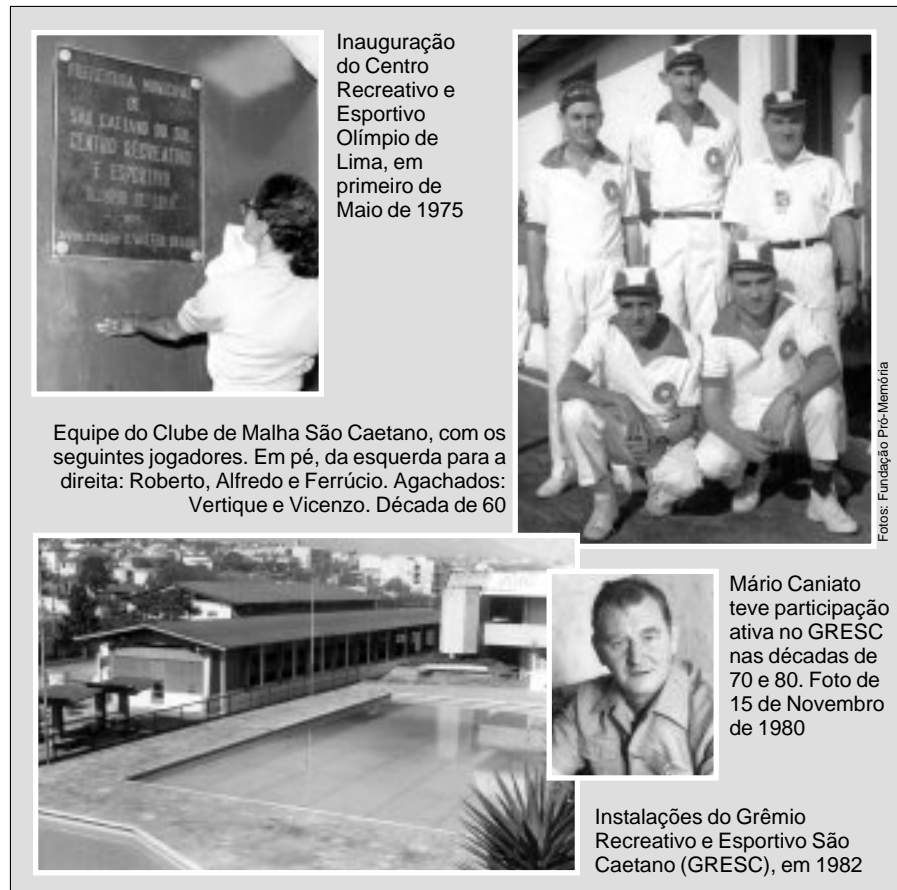 PREFEITURA MUNICIPAL
DE
SÃO CAETANO DO SUL
CENTRO RECREATIVO
E ESPORTIVO
Inauguração
do Centro
Recreativo e
Esportivo
Olímpio de
Lima, em
primeiro de
Maio de 1975
Equipe do Clube de Malha São Caetano, com os
seguintes jogadores. Em pé, da esquerda para a
direita: Roberto, Alfredo e Ferrúcio. Agachados:
Vertique e Vicenzo. Década de 60
Fotos: Fundação Pró-Memória
Mário Caniato
teve participação
ativa no GRESC
nas décadas de
70 e 80. Foto de
15 de Novembro
de 1980
Instalações do Grêmio
Recreativo e Esportivo São
Caetano (GRESC), em 1982